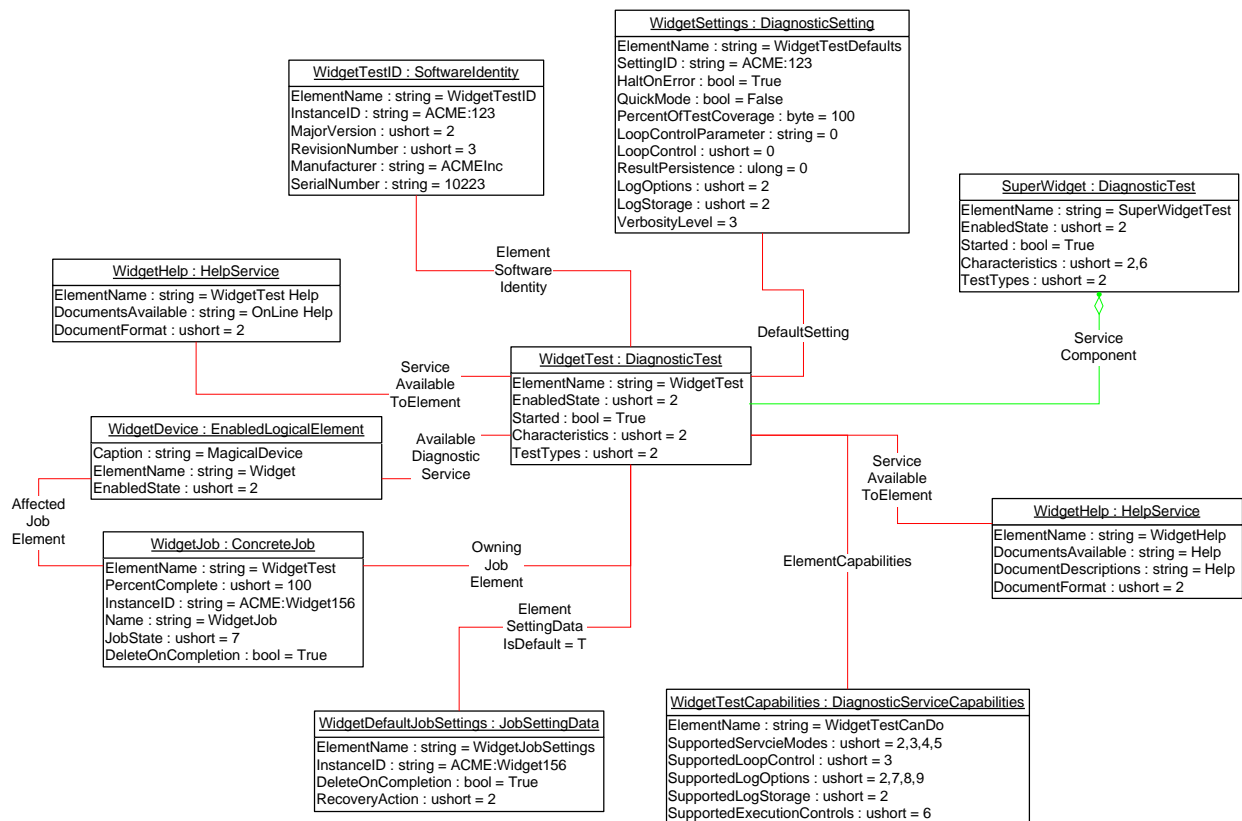 WidgetSettings : DiagnosticSetting
ElementName : string = WidgetTestDefaults
SettingID : string = ACME:123
HaltOnError : bool = True
QuickMode : bool = False
PercentOfTestCoverage : byte = 100
LoopControlParameter : string = 0
LoopControl : ushort = 0
ResultPersistence : ulong = 0
LogOptions : ushort = 2
LogStorage : ushort = 2
VerbosityLevel = 3
WidgetTestID : SoftwareIdentity
ElementName : string = WidgetTestID
InstanceID : string = ACME:123
MajorVersion : ushort = 2
RevisionNumber : ushort = 3
Manufacturer : string = ACMEInc
SerialNumber : string = 10223
SuperWidget : DiagnosticTest
ElementName : string = SuperWidgetTest
EnabledState : ushort = 2
Started : bool = True
Characteristics : ushort = 2,6
TestTypes : ushort = 2
Element
Software
Identity
WidgetHelp : HelpService
ElementName : string = WidgetTest Help
DocumentsAvailable : string = OnLine Help
DocumentFormat : ushort = 2
DefaultSetting
Service
Component
Service
Available
ToElement
WidgetTest : DiagnosticTest
ElementName : string = WidgetTest
EnabledState : ushort = 2
Started : bool = True
Characteristics : ushort = 2
TestTypes : ushort = 2
WidgetDevice : EnabledLogicalElement
Caption : string = MagicalDevice
ElementName : string = Widget
EnabledState : ushort = 2
Available
Diagnostic
Service
Service
Available
ToElement
Affected
Job
Element
WidgetHelp : HelpService
ElementName : string = WidgetHelp
DocumentsAvailable : string = Help
DocumentDescriptions : string = Help
DocumentFormat : ushort = 2
WidgetJob : ConcreteJob
ElementName : string = WidgetTest
PercentComplete : ushort = 100
InstanceID : string = ACME:Widget156
Name : string = WidgetJob
JobState : ushort = 7
DeleteOnCompletion : bool = True
Owning
Job
Element
ElementCapabilities
Element
SettingData
IsDefault = T
WidgetDefaultJobSettings : JobSettingData
ElementName : string = WidgetJobSettings
InstanceID : string = ACME:Widget156
DeleteOnCompletion : bool = True
RecoveryAction : ushort = 2
WidgetTestCapabilities : DiagnosticServiceCapabilities
ElementName : string = WidgetTestCanDo
SupportedServcieModes : ushort = 2,3,4,5
SupportedLoopControl : ushort = 3
SupportedLogOptions : ushort = 2,7,8,9
SupportedLogStorage : ushort = 2
SupportedExecutionControls : ushort = 6